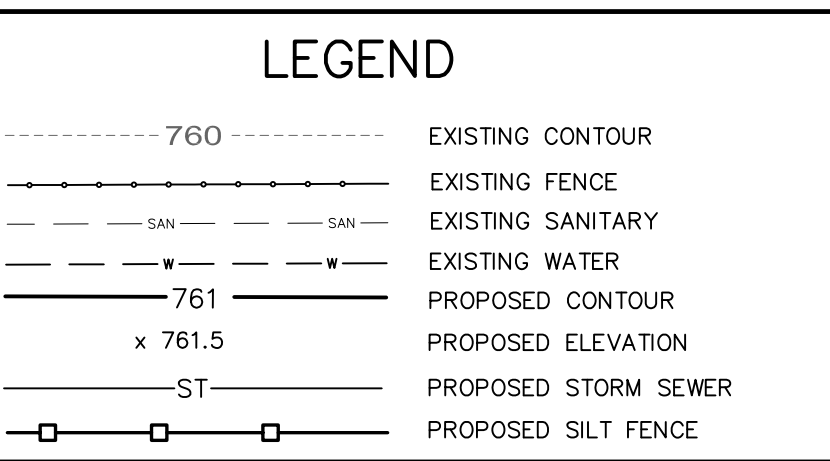 LEGEND
760 EXISTING CONTOUR
EXISTING FENCE
SAN SAN EXISTING SANITARY
W W EXISTING WATER
761 PROPOSED CONTOUR
x 761.5 PROPOSED ELEVATION
ST PROPOSED STORM SEWER
PROPOSED SILT FENCE